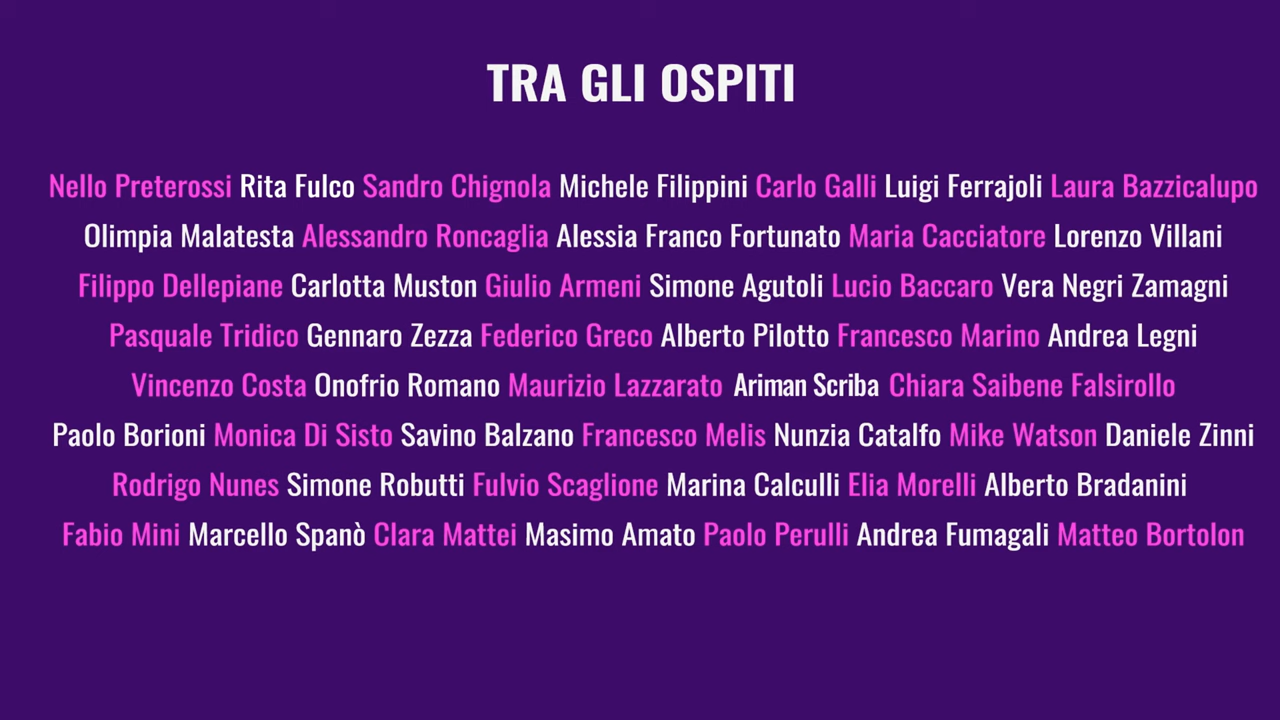 TRA GLI OSPITI
Nello Preterossi Rita Fulco Sandro Chignola Michele Filippini Carlo Galli Luigi Ferrajoli Laura Bazzicalupo
Olimpia Malatesta Alessandro Roncaglia Alessia Franco Fortunato Maria Cacciatore Lorenzo Villani
Filippo Dellepiane Carlotta Muston Giulio Armeni Simone Agutoli Lucio Baccaro Vera Negri Zamagni
Pasquale Tridico Gennaro Zezza Federico Greco Alberto Pilotto Francesco Marino Andrea Legni
Vincenzo Costa Onofrio Romano Maurizio Lazzarato Ariman Scriba Chiara Saibene Falsirollo
Paolo Borioni Monica Di Sisto Savino Balzano Francesco Melis Nunzia Catalfo Mike Watson Daniele Zinni
Rodrigo Nunes Simone Robutti Fulvio Scaglione Marina Calculli Elia Morelli Alberto Bradanini
Fabio Mini Marcello Spanò Clara Mattei Masimo Amato Paolo Perulli Andrea Fumagali Matteo Bortolon